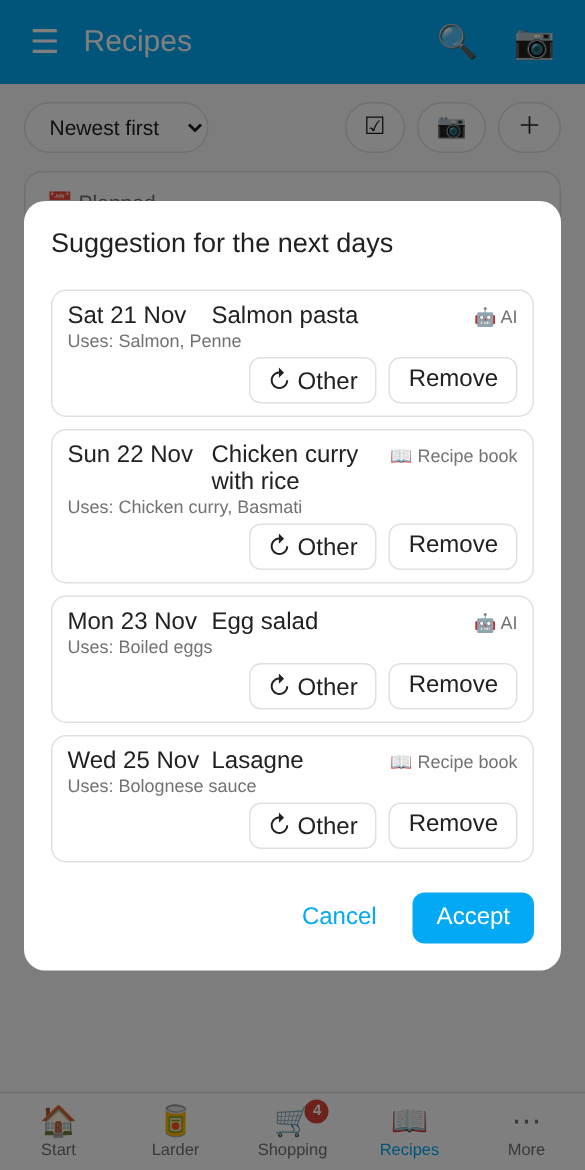 ☰ Recipes
Newest first
Planned
Suggestion for the next days
Sat 21 Nov Salmon pasta 🤖 AI
Uses: Salmon, Penne
↻ Other Remove
Sun 22 Nov Chicken curry 📖 Recipe book
with rice
Uses: Chicken curry, Basmati
↻ Other Remove
Mon 23 Nov Egg salad 🤖 AI
Uses: Boiled eggs
↻ Other Remove
Wed 25 Nov Lasagne 📖 Recipe book
Uses: Bolognese sauce
↻ Other Remove
Cancel Accept
4
Start Larder Shopping Recipes More